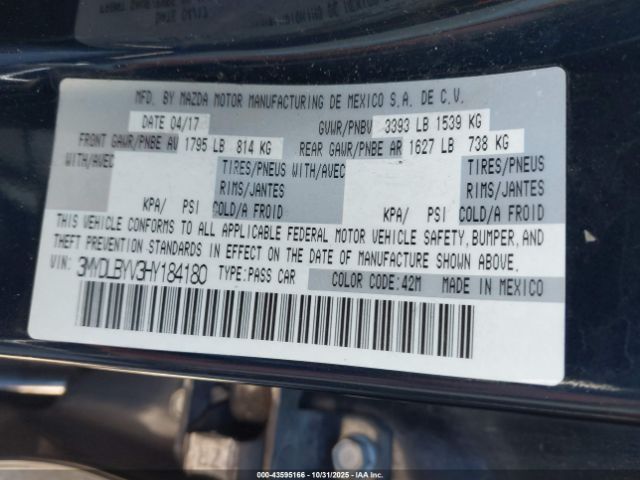 MFD. BY MAZDA MOTOR MANUFACTURING DE MEXICO S.A. DE C.V.
DATE 04/17 GVWR/PNBV 3393 LB 1539 KG
FRONT GAWR/PNBE AV 1795 LB 814 KG REAR GAWR/PNBE AR 1627 LB 738 KG
WITH/AVEC TIRES/PNEUS WITH/AVEC TIRES/PNEUS
RIMS/JANTES RIMS/JANTES
KPA/ PSI COLD/A FROID KPA/ PSI COLD/A FROID
THIS VEHICLE CONFORMS TO ALL APPLICABLE FEDERAL MOTOR VEHICLE SAFETY, BUMPER, AND
THEFT PREVENTION STANDARDS IN EFFECT ON THE DATE OF MANUFACTURE SHOWN ABOVE.
VIN: 3MYDLBYV3HY184180 TYPE:PASS CAR COLOR CODE:42M MADE IN MEXICO
000-43595166 - 10/31/2025 - IAAI.com